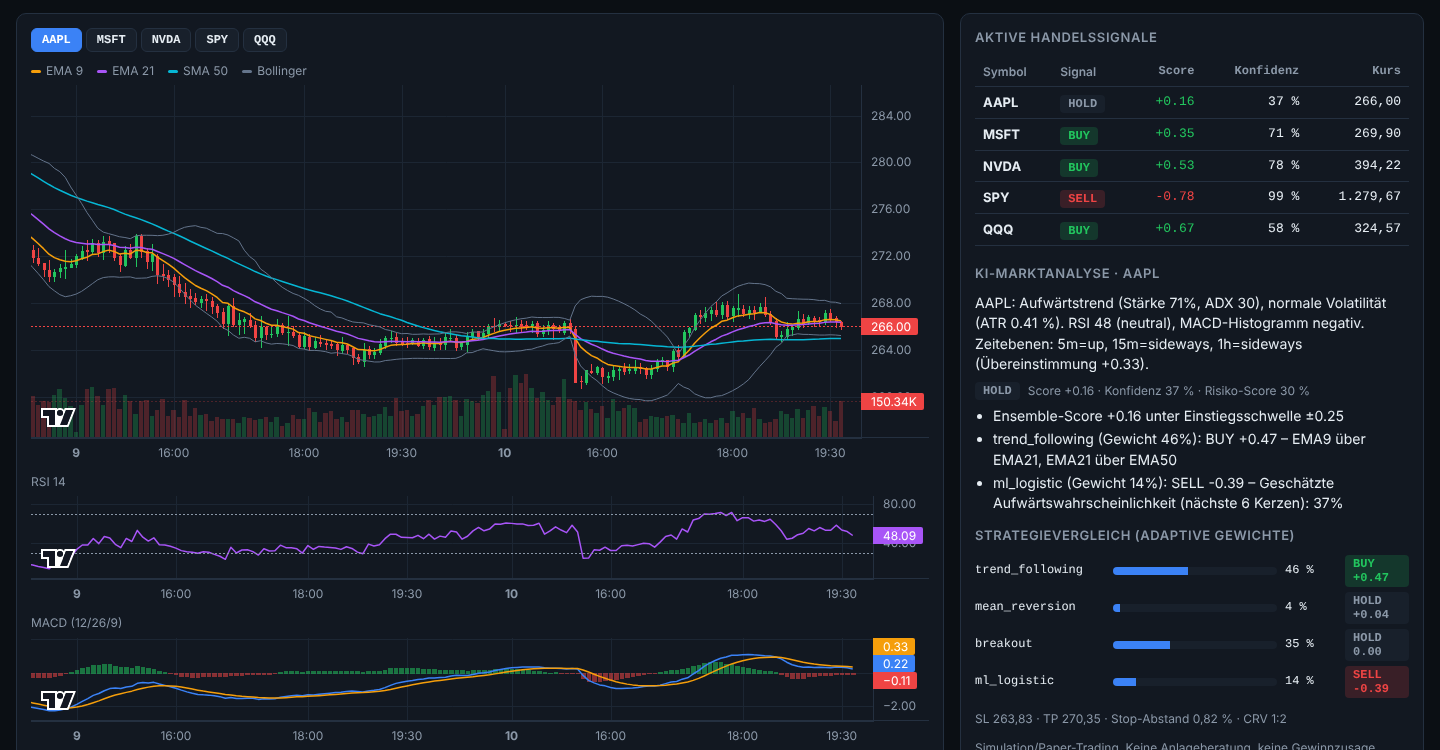 AAPL MSFT NVDA SPY QQQ
EMA 9 EMA 21 SMA 50 Bollinger
284.00
280.00
276.00
272.00
268.00
266.00
264.00
150.34K
9 16:00 18:00 19:30 10 16:00 18:00 19:30
RSI 14
80.00
48.09
9 16:00 18:00 19:30 10 16:00 18:00 19:30
MACD (12/26/9)
0.33
0.22
−0.11
−2.00
9 16:00 18:00 19:30 10 16:00 18:00 19:30
AKTIVE HANDELSSIGNALE
Symbol Signal Score Konfidenz Kurs
AAPL HOLD +0.16 37 % 266,00
MSFT BUY +0.35 71 % 269,90
NVDA BUY +0.53 78 % 394,22
SPY SELL -0.78 99 % 1.279,67
QQQ BUY +0.67 58 % 324,57
KI-MARKTANALYSE · AAPL
AAPL: Aufwärtstrend (Stärke 71%, ADX 30), normale Volatilität
(ATR 0.41 %). RSI 48 (neutral), MACD-Histogramm negativ.
Zeitebenen: 5m=up, 15m=sideways, 1h=sideways
(Übereinstimmung +0.33).
HOLD Score +0.16 · Konfidenz 37 % · Risiko-Score 30 %
• Ensemble-Score +0.16 unter Einstiegsschwelle ±0.25
• trend_following (Gewicht 46%): BUY +0.47 – EMA9 über
EMA21, EMA21 über EMA50
• ml_logistic (Gewicht 14%): SELL -0.39 – Geschätzte
Aufwärtswahrscheinlichkeit (nächste 6 Kerzen): 37%
STRATEGIEVERGLEICH (ADAPTIVE GEWICHTE)
trend_following 46 % BUY
+0.47
mean_reversion 4 % HOLD
+0.04
breakout 35 % HOLD
0.00
ml_logistic 14 % SELL
-0.39
SL 263,83 · TP 270,35 · Stop-Abstand 0,82 % · CRV 1:2
Simulation/Paper-Trading. Keine Anlageberatung, keine Gewinnzusage.